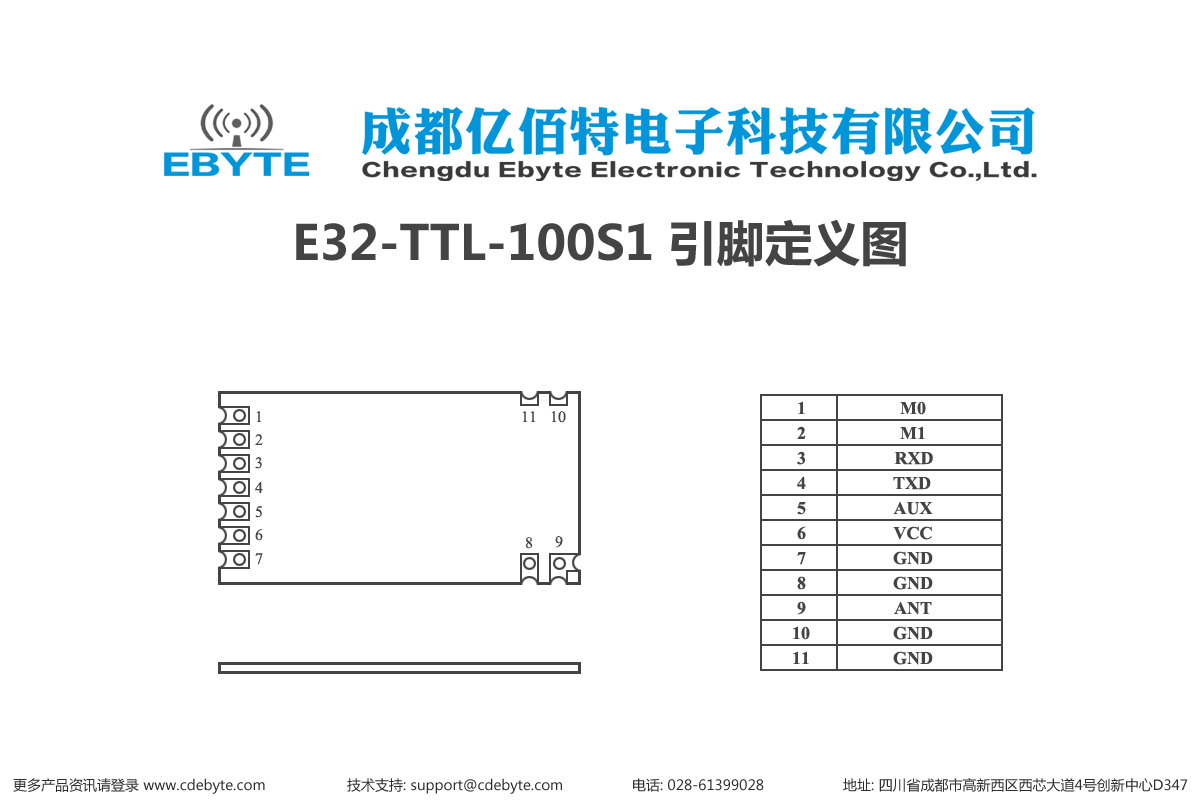 EBYTE
成都亿佰特电子科技有限公司
Chengdu Ebyte Electronic Technology Co.,Ltd.
E32-TTL-100S1 引脚定义图
11 10
1
2
3
4
5
6
7
8 9
1 M0
2 M1
3 RXD
4 TXD
5 AUX
6 VCC
7 GND
8 GND
9 ANT
10 GND
11 GND
更多产品资讯请登录 www.cdebyte.com 技术支持: support@cdebyte.com 电话: 028-61399028 地址: 四川省成都市高新西区西芯大道4号创新中心D347